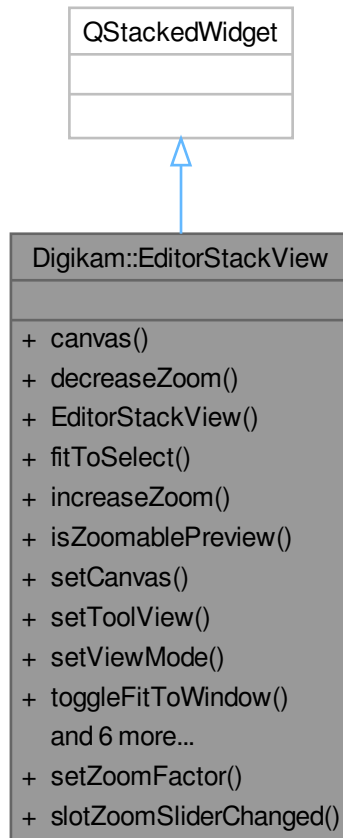 QStackedWidget
Digikam::EditorStackView
+ canvas()
+ decreaseZoom()
+ EditorStackView()
+ fitToSelect()
+ increaseZoom()
+ isZoomablePreview()
+ setCanvas()
+ setToolView()
+ setViewMode()
+ toggleFitToWindow()
and 6 more...
+ setZoomFactor()
+ slotZoomSliderChanged()